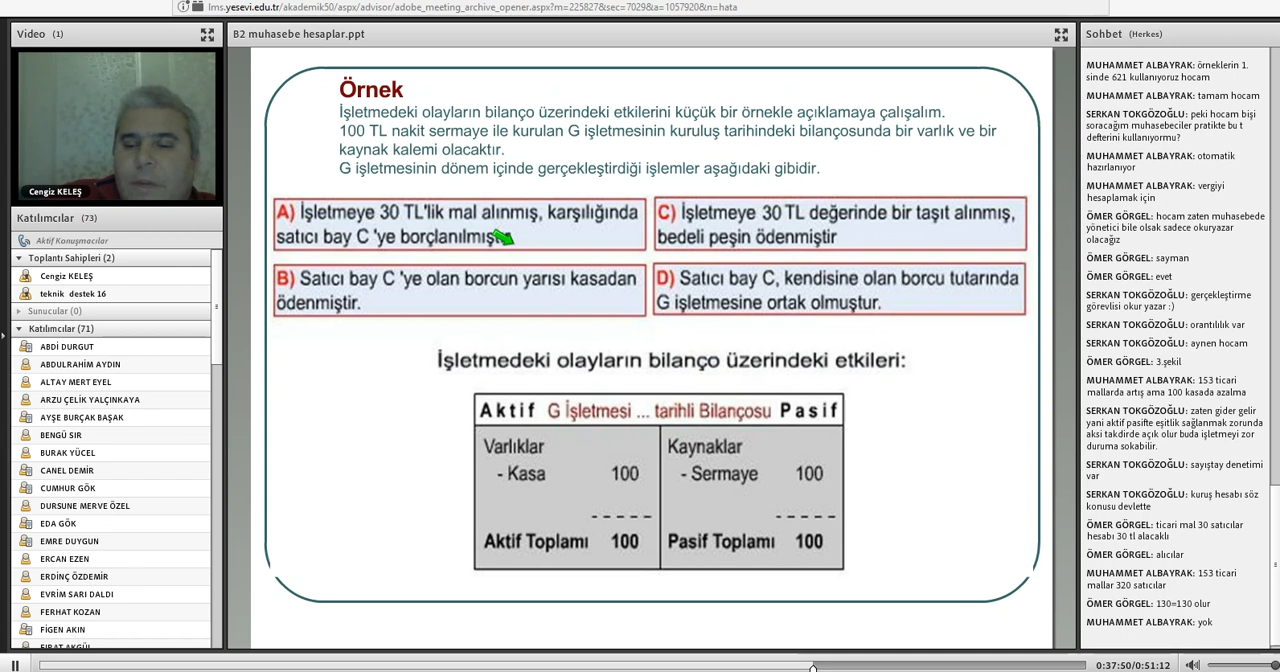 lms.yesevi.edu.tr/akademik50/aspx/advisor/adobe_meeting_archive_opener.aspx?m=225827&sec=7029&a=1057920&n=hata
Video (1)
Cengiz KELEŞ
Katılımcılar (73)
Aktif Konuşmacılar
Toplantı Sahipleri (2)
Cengiz KELEŞ
teknik destek 16
Sunucular (0)
Katılımcılar (71)
ABDİ DURGUT
ABDULRAHİM AYDIN
ALTAY MERT EYEL
ARZU ÇELİK YALÇINKAYA
AYŞE BURÇAK BAŞAK
BENGÜ SIR
BURAK YÜCEL
CANEL DEMİR
CUMHUR GÖK
DURSUNE MERVE ÖZEL
EDA GÖK
EMRE DUYGUN
ERCAN EZEN
ERDİNÇ ÖZDEMİR
EVRİM SARI DALDI
FERHAT KOZAN
FİGEN AKIN
FIRAT AKGÜL
B2 muhasebe hesaplar.ppt
Örnek
İşletmedeki olayların bilanço üzerindeki etkilerini küçük bir örnekle açıklamaya çalışalım.
100 TL nakit sermaye ile kurulan G işletmesinin kuruluş tarihindeki bilançosunda bir varlık ve bir
kaynak kalemi olacaktır.
G işletmesinin dönem içinde gerçekleştirdiği işlemler aşağıdaki gibidir.
A) İşletmeye 30 TL'lik mal alınmış, karşılığında
satıcı bay C 'ye borçlanılmıştır
C) İşletmeye 30 TL değerinde bir taşıt alınmış,
bedeli peşin ödenmiştir
B) Satıcı bay C 'ye olan borcun yarısı kasadan
ödenmiştir.
D) Satıcı bay C, kendisine olan borcu tutarında
G işletmesine ortak olmuştur.
İşletmedeki olayların bilanço üzerindeki etkileri:
Aktif G İşletmesi ... tarihli Bilançosu Pasif
Varlıklar Kaynaklar
- Kasa 100 - Sermaye 100
- - - - - - - - - - - -
Aktif Toplamı 100 Pasif Toplamı 100
Sohbet (Herkes)
MUHAMMET ALBAYRAK: örneklerin 1.
sinde 621 kullanıyoruz hocam
MUHAMMET ALBAYRAK: tamam hocam
SERKAN TOKGÖZOĞLU: peki hocam bişi
soracağım muhasebeciler pratikte bu t
defterini kullanıyormu?
MUHAMMET ALBAYRAK: otomatik
hazırlanıyor
MUHAMMET ALBAYRAK: vergiyi
hesaplamak için
ÖMER GÖRGEL: hocam zaten muhasebede
yönetici bile olsak sadece okuryazar
olacağız
ÖMER GÖRGEL: sayman
ÖMER GÖRGEL: evet
SERKAN TOKGÖZOĞLU: gerçekleştirme
görevlisi okur yazar :)
SERKAN TOKGÖZOĞLU: orantılılık var
SERKAN TOKGÖZOĞLU: aynen hocam
ÖMER GÖRGEL: 3.şekil
MUHAMMET ALBAYRAK: 153 ticari
mallarda artış ama 100 kasada azalma
SERKAN TOKGÖZOĞLU: zaten gider gelir
yani aktif pasifte eşitlik sağlanmak zorunda
aksi takdirde açık olur buda işletmeyi zor
duruma sokabilir.
SERKAN TOKGÖZOĞLU: sayıştay denetimi
var
SERKAN TOKGÖZOĞLU: kuruş hesabı söz
konusu devlette
ÖMER GÖRGEL: ticari mal 30 satıcılar
hesabı 30 tl alacaklı
ÖMER GÖRGEL: alıcılar
MUHAMMET ALBAYRAK: 153 ticari
mallar 320 satıcılar
ÖMER GÖRGEL: 130=130 olur
MUHAMMET ALBAYRAK: yok
0:37:50/0:51:12